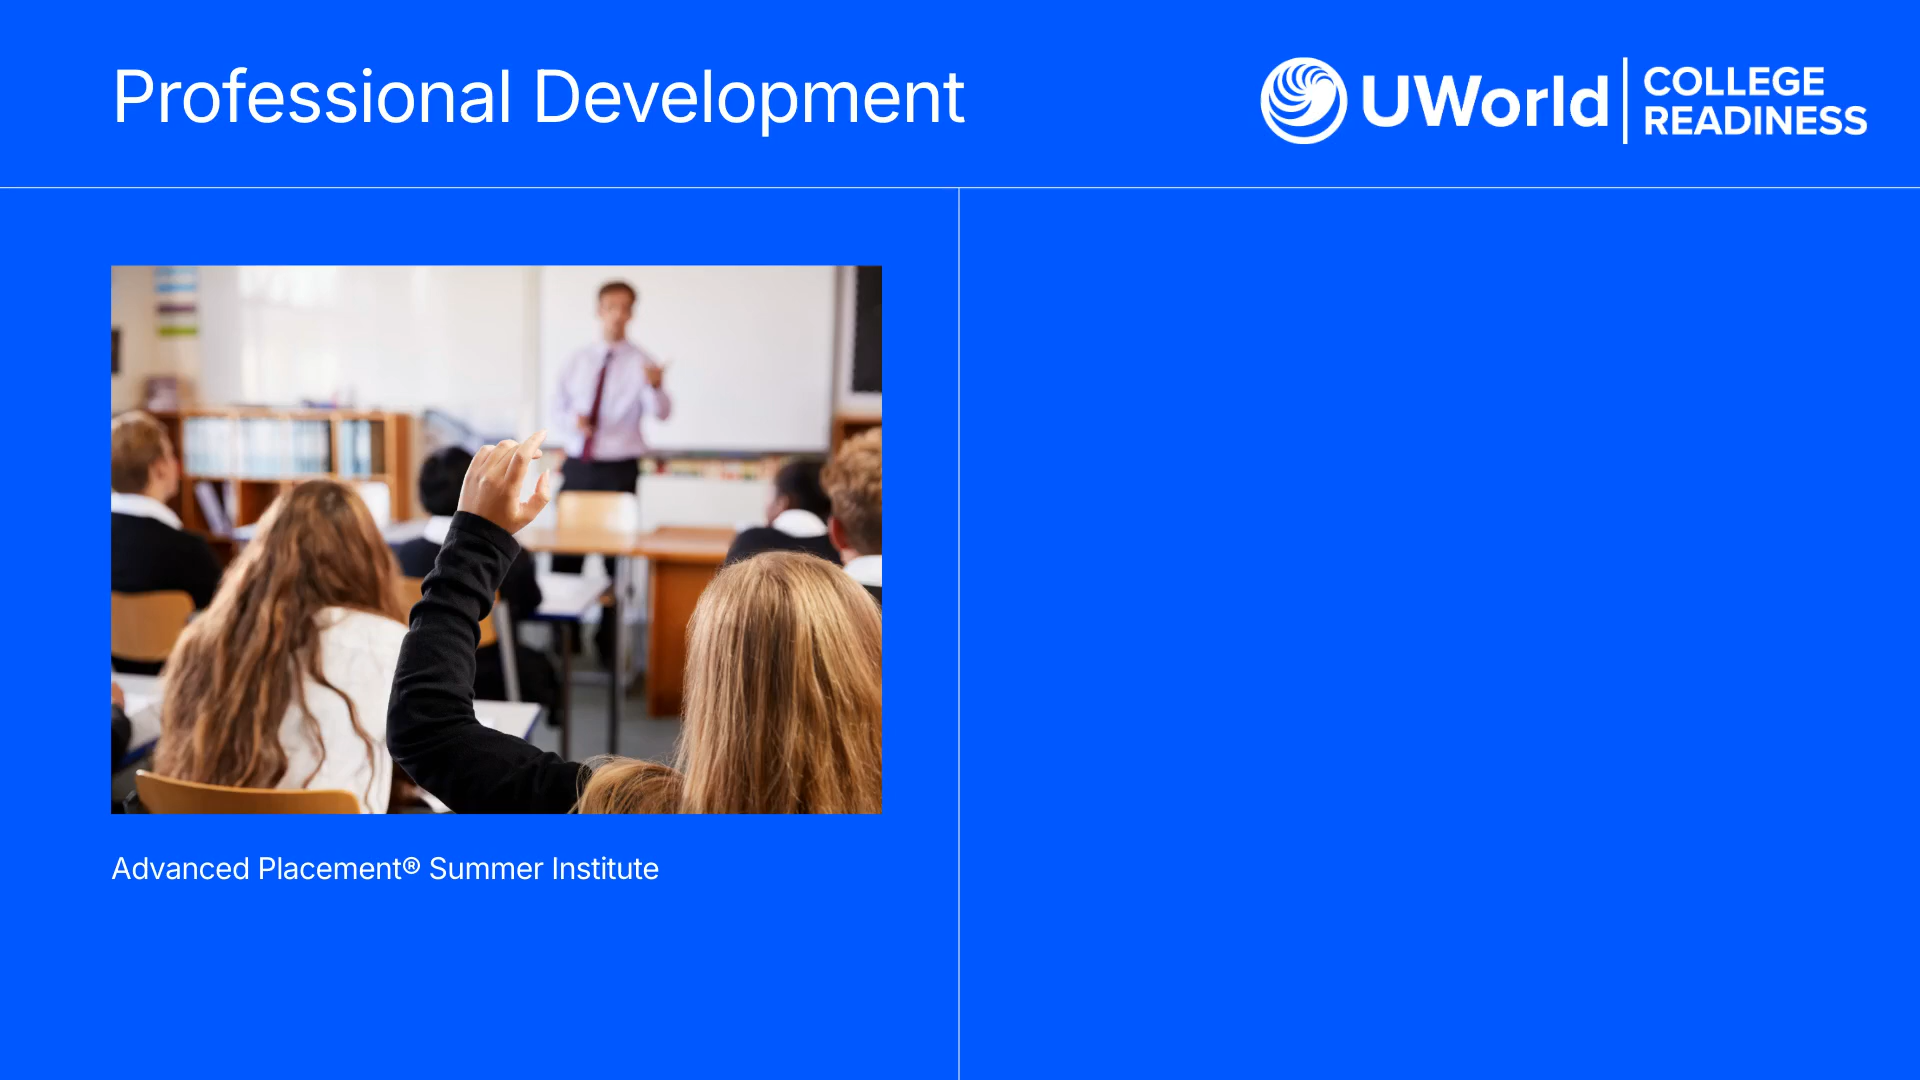 Professional Development
UWorld
COLLEGE
READINESS
Advanced Placement® Summer Institute